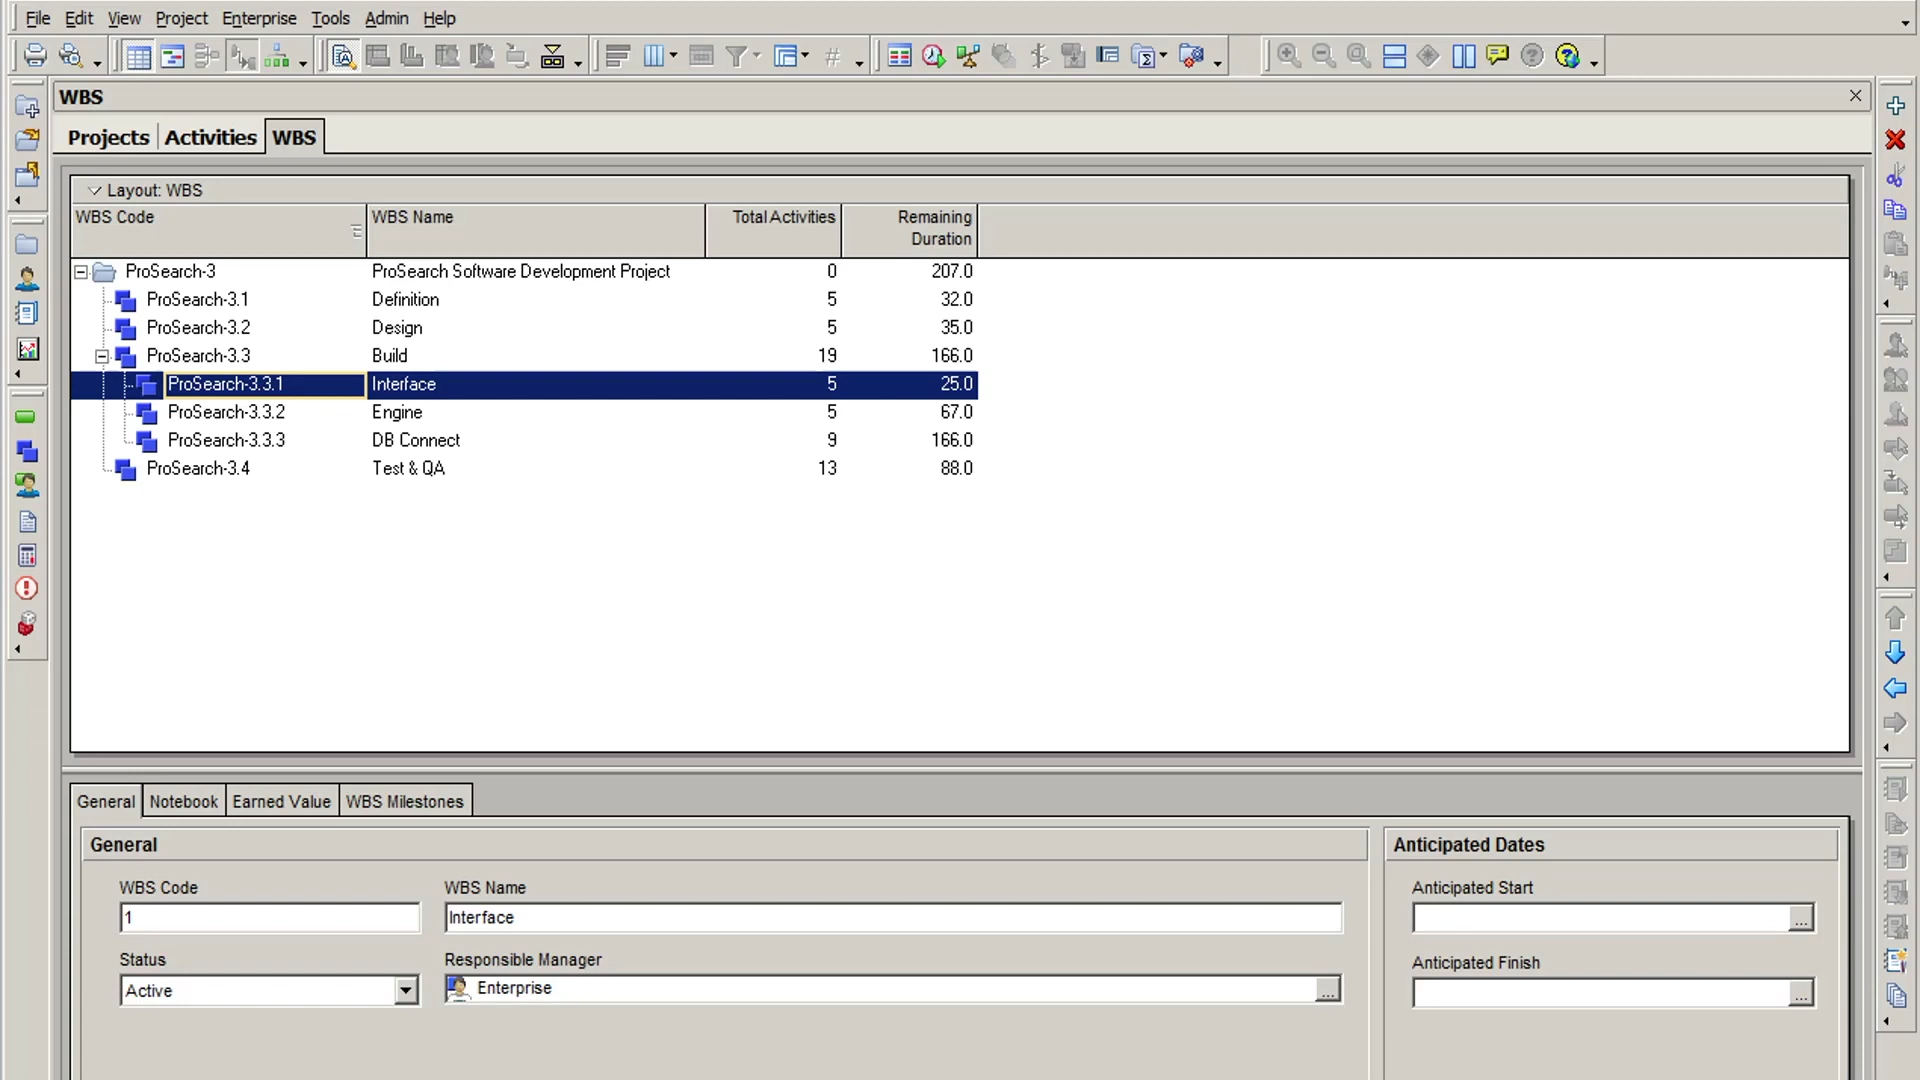 File Edit View Project Enterprise Tools Admin Help
WBS
Projects Activities WBS
Layout: WBS
WBS Code WBS Name Total Activities Remaining Duration
ProSearch-3 ProSearch Software Development Project 0 207.0
ProSearch-3.1 Definition 5 32.0
ProSearch-3.2 Design 5 35.0
ProSearch-3.3 Build 19 166.0
ProSearch-3.3.1 Interface 5 25.0
ProSearch-3.3.2 Engine 5 67.0
ProSearch-3.3.3 DB Connect 9 166.0
ProSearch-3.4 Test & QA 13 88.0
General Notebook Earned Value WBS Milestones
General Anticipated Dates
WBS Code WBS Name Anticipated Start
1 Interface ...
Status Responsible Manager Anticipated Finish
Active Enterprise ... ...